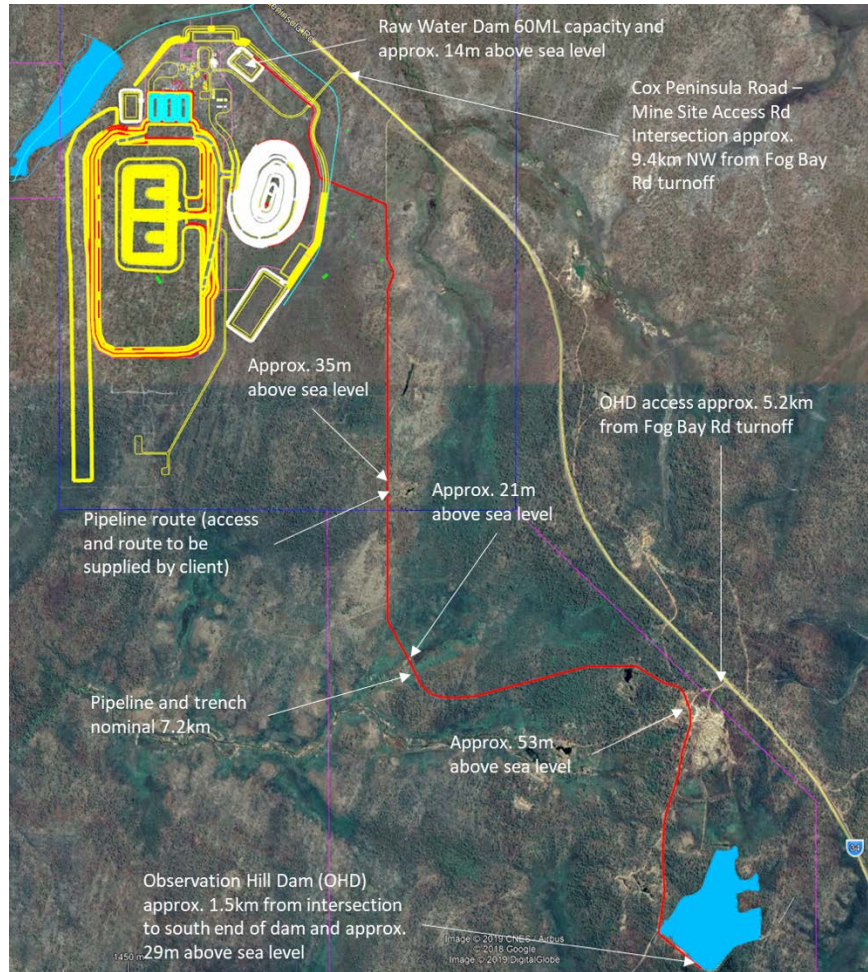 Raw Water Dam 60ML capacity and
approx. 14m above sea level
Cox Peninsula Road –
Mine Site Access Rd
Intersection approx.
9.4km NW from Fog Bay
Rd turnoff
Approx. 35m
above sea level
OHD access approx. 5.2km
from Fog Bay Rd turnoff
Approx. 21m
above sea level
Pipeline route (access
and route to be
supplied by client)
Pipeline and trench
nominal 7.2km
Approx. 53m
above sea level
Observation Hill Dam (OHD)
approx. 1.5km from intersection
to south end of dam and approx.
29m above sea level
1450 m
Image © 2019 CNES / Airbus
© 2018 Google
Image © 2019 DigitalGlobe